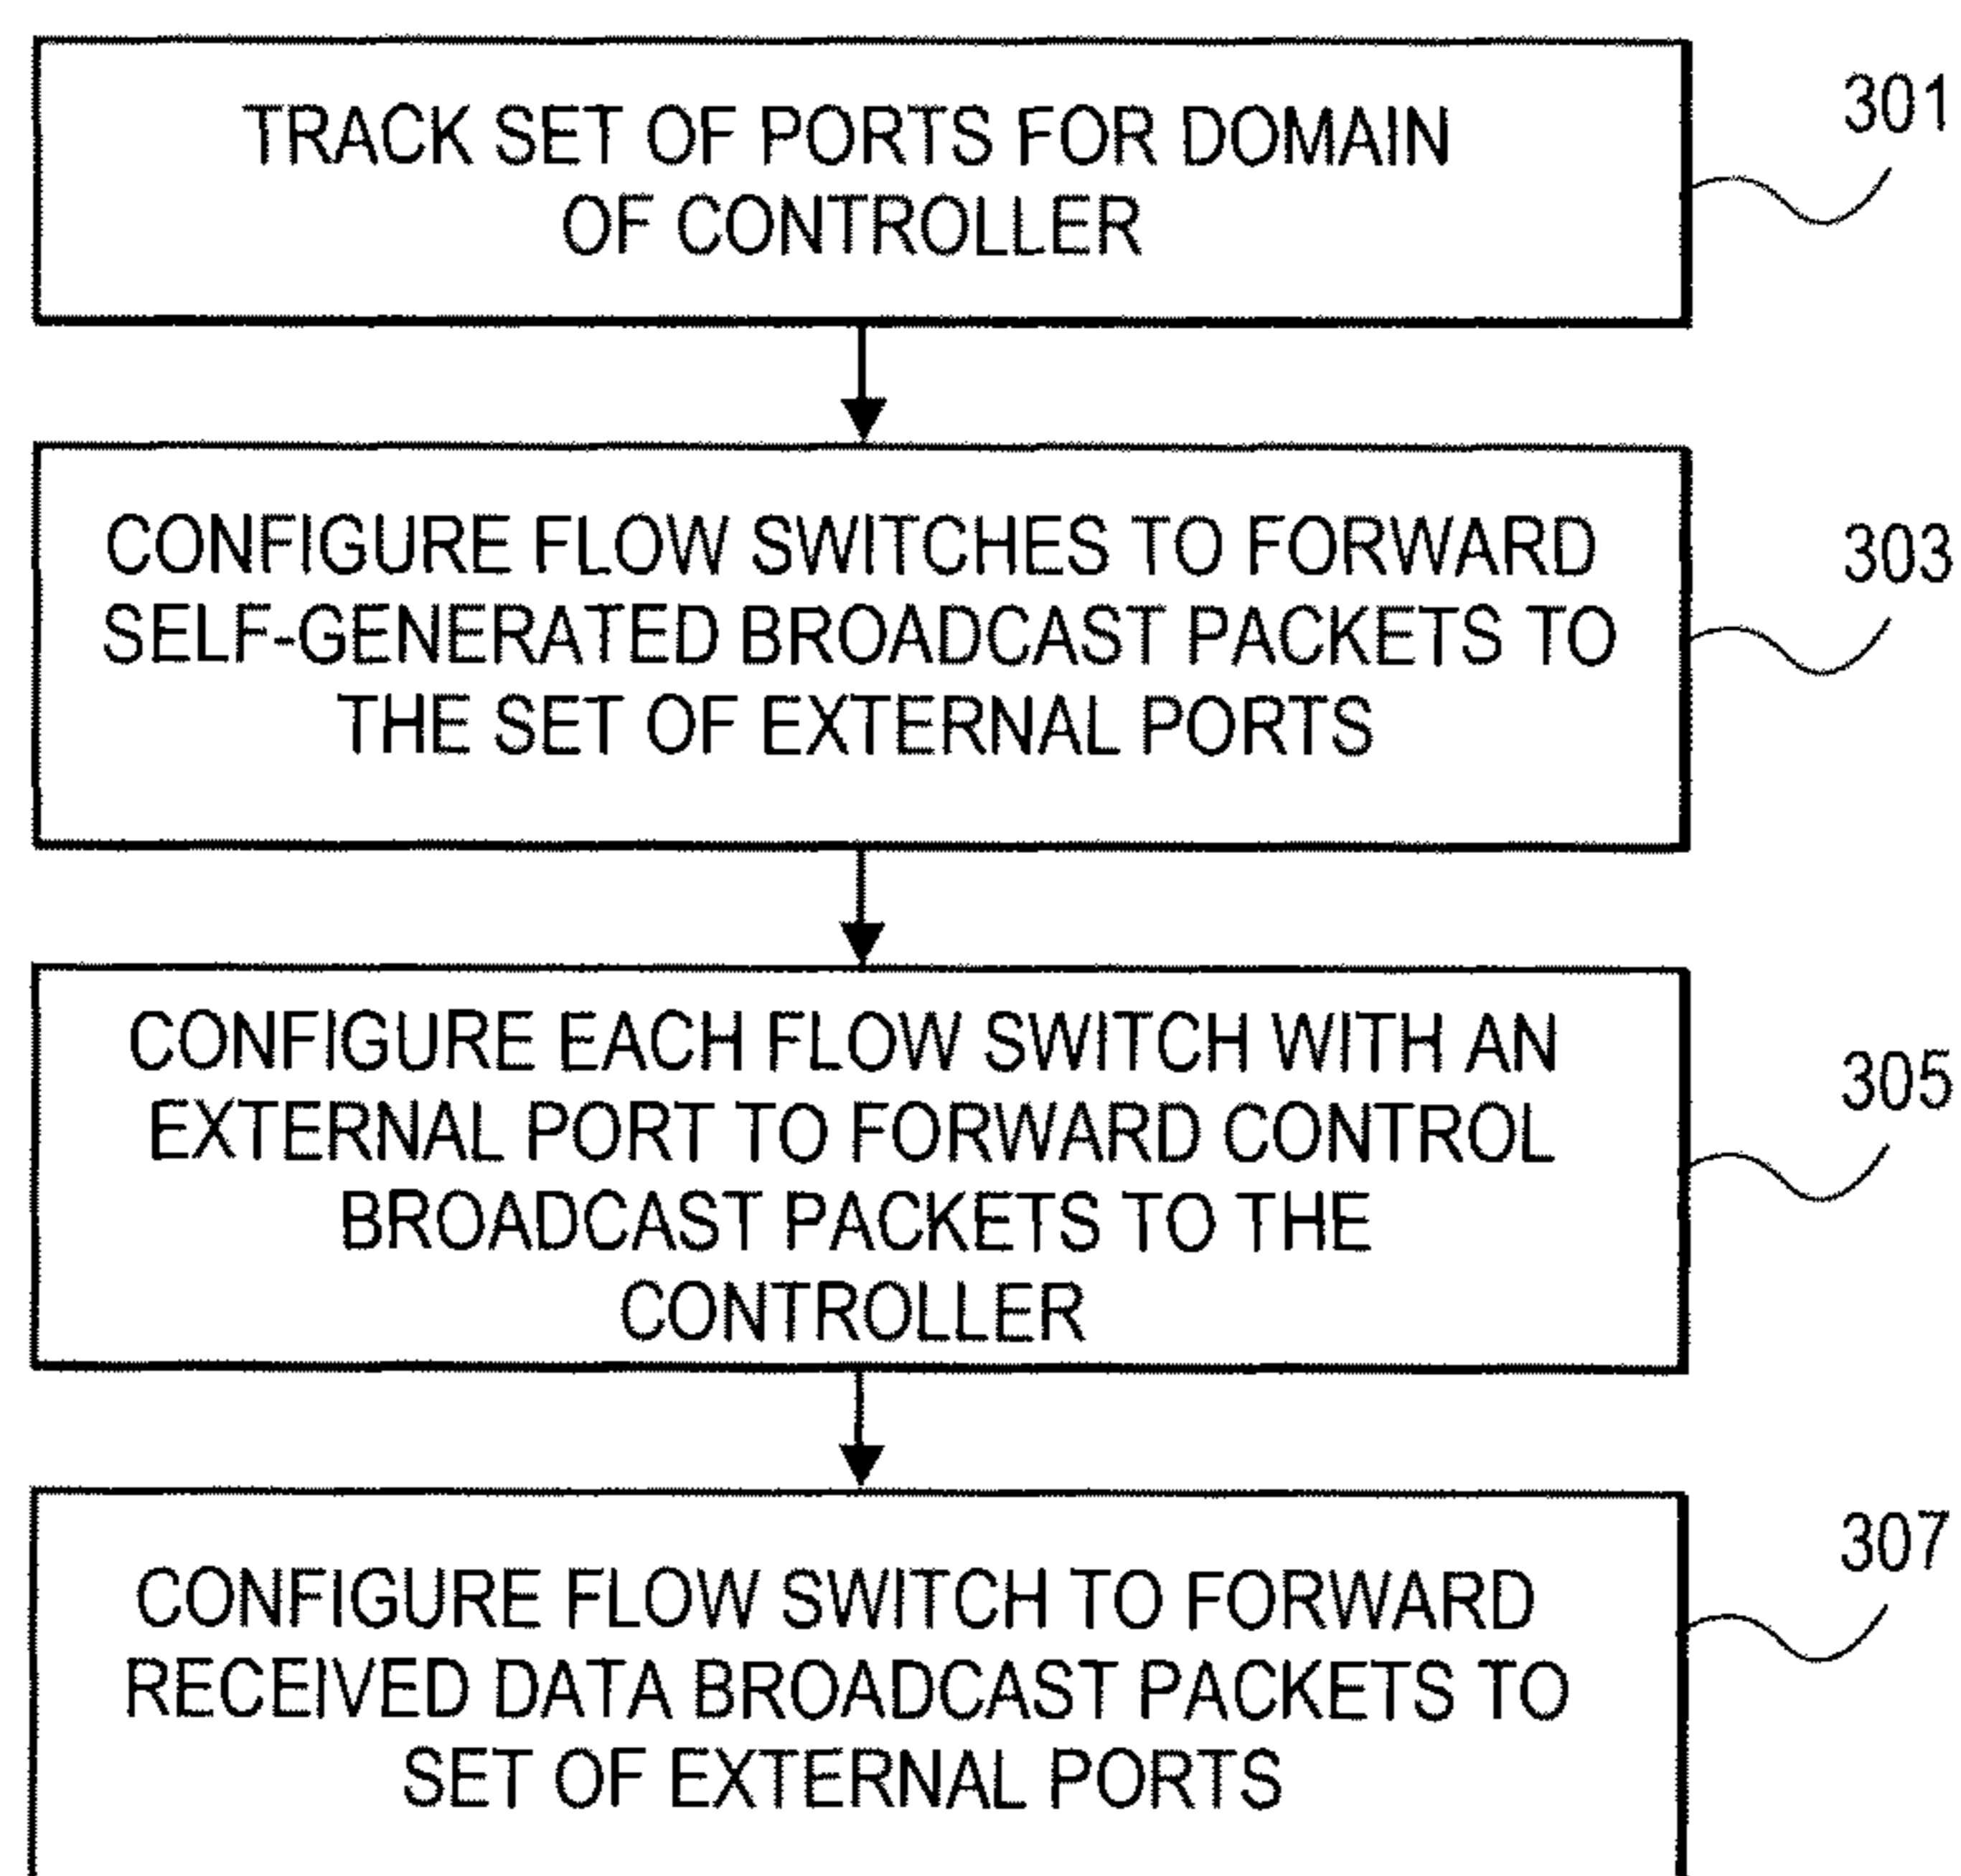 TRACK SET OF PORTS FOR DOMAIN
OF CONTROLLER
301
CONFIGURE FLOW SWITCHES TO FORWARD
SELF-GENERATED BROADCAST PACKETS TO
THE SET OF EXTERNAL PORTS
303
CONFIGURE EACH FLOW SWITCH WITH AN
EXTERNAL PORT TO FORWARD CONTROL
BROADCAST PACKETS TO THE
CONTROLLER
305
CONFIGURE FLOW SWITCH TO FORWARD
RECEIVED DATA BROADCAST PACKETS TO
SET OF EXTERNAL PORTS
307